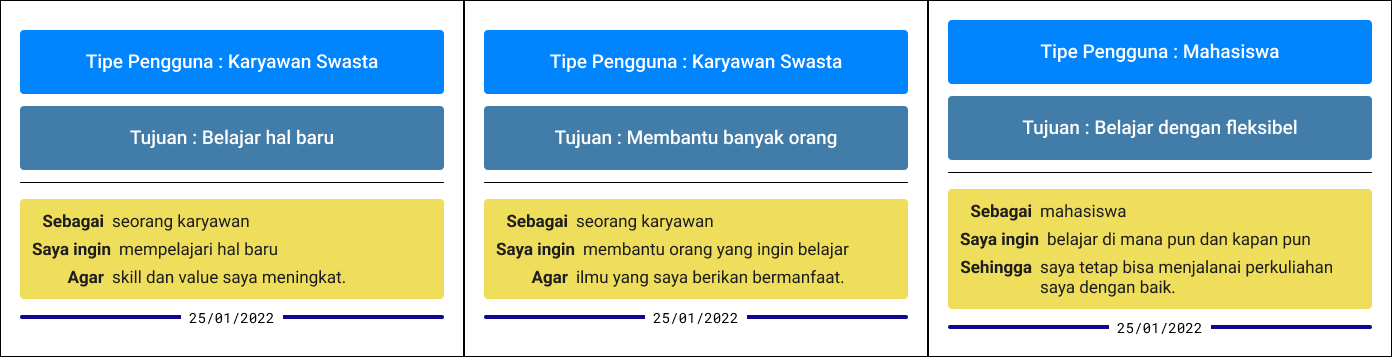 Tipe Pengguna : Karyawan Swasta
Tujuan : Belajar hal baru
Sebagai seorang karyawan
Saya ingin mempelajari hal baru
Agar skill dan value saya meningkat.
25/01/2022
Tipe Pengguna : Karyawan Swasta
Tujuan : Membantu banyak orang
Sebagai seorang karyawan
Saya ingin membantu orang yang ingin belajar
Agar ilmu yang saya berikan bermanfaat.
25/01/2022
Tipe Pengguna : Mahasiswa
Tujuan : Belajar dengan fleksibel
Sebagai mahasiswa
Saya ingin belajar di mana pun dan kapan pun
Sehingga saya tetap bisa menjalanai perkuliahan
saya dengan baik.
25/01/2022